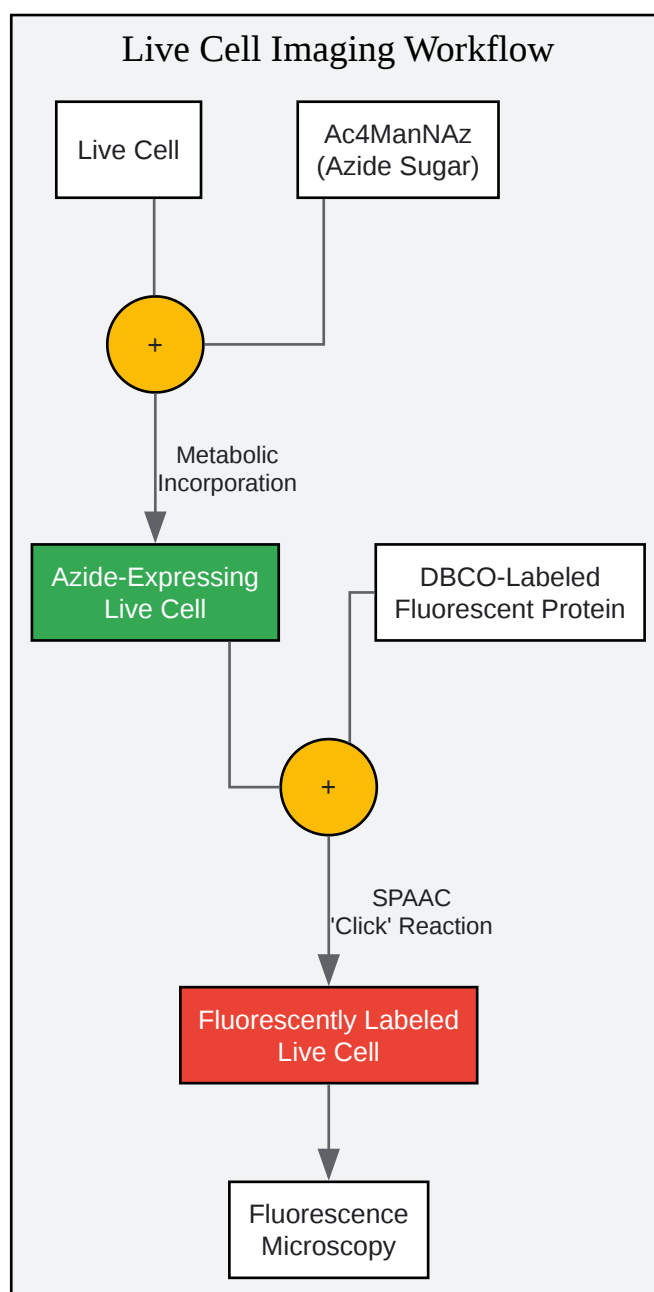 Live Cell Imaging Workflow
Live Cell
Ac4ManNAz
(Azide Sugar)
+
Metabolic
Incorporation
Azide-Expressing
Live Cell
DBCO-Labeled
Fluorescent Protein
+
SPAAC
'Click' Reaction
Fluorescently Labeled
Live Cell
Fluorescence
Microscopy